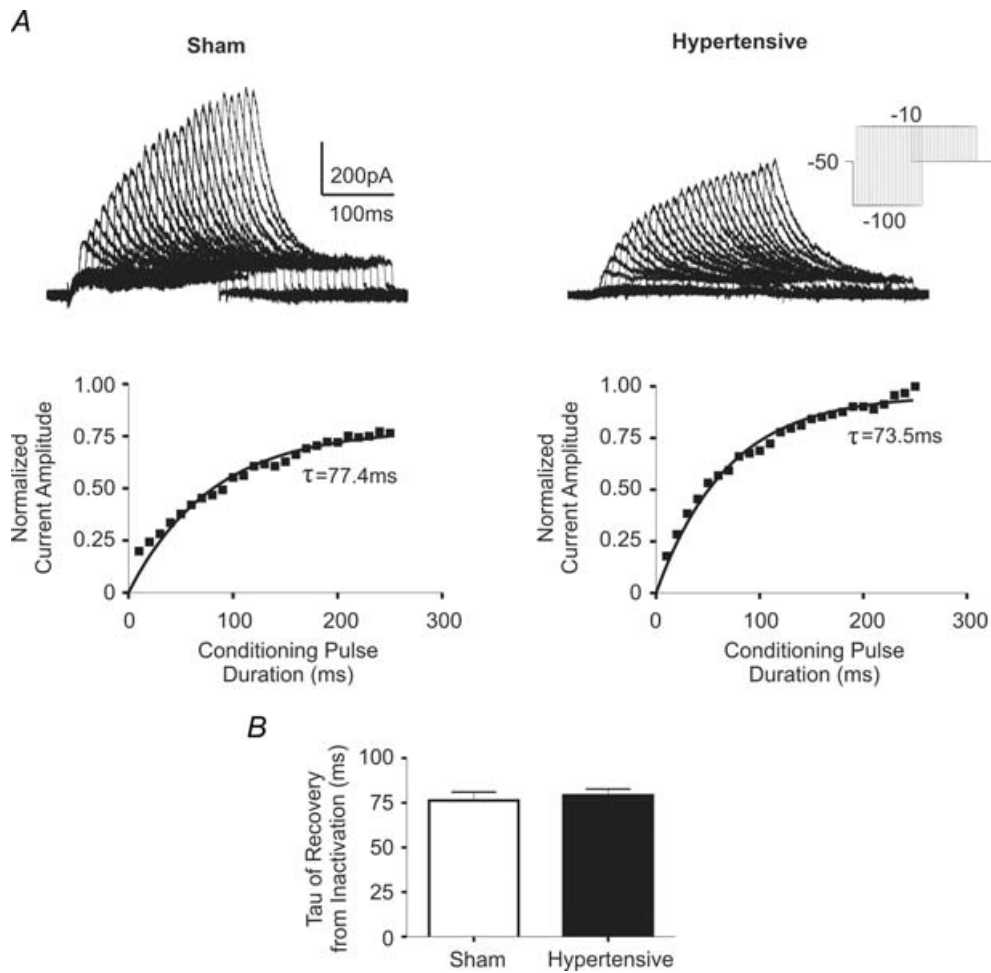 A
Sham
Hypertensive
200pA
100ms
-10
-50
-100
Normalized
Current Amplitude
1.00
0.75
0.50
0.25
0
τ=77.4ms
0 100 200 300
Conditioning Pulse
Duration (ms)
Normalized
Current Amplitude
1.00
0.75
0.50
0.25
0
τ=73.5ms
0 100 200 300
Conditioning Pulse
Duration (ms)
B
Tau of Recovery
from Inactivation (ms)
100
75
50
25
0
Sham Hypertensive